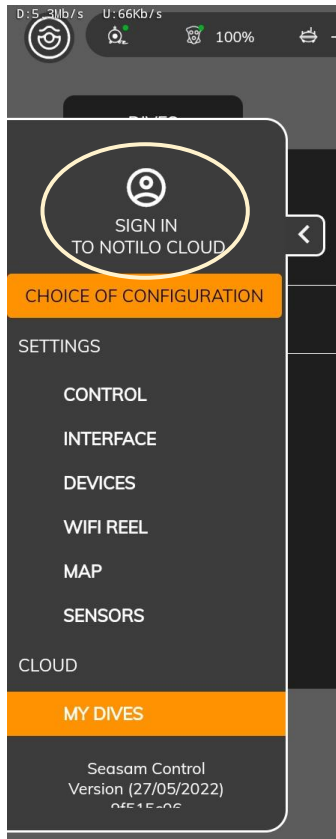 D:5.3Mb/s U:66Kb/s
100%
SIGN IN
TO NOTILO CLOUD
CHOICE OF CONFIGURATION
SETTINGS
CONTROL
INTERFACE
DEVICES
WIFI REEL
MAP
SENSORS
CLOUD
MY DIVES
Seasam Control
Version (27/05/2022)